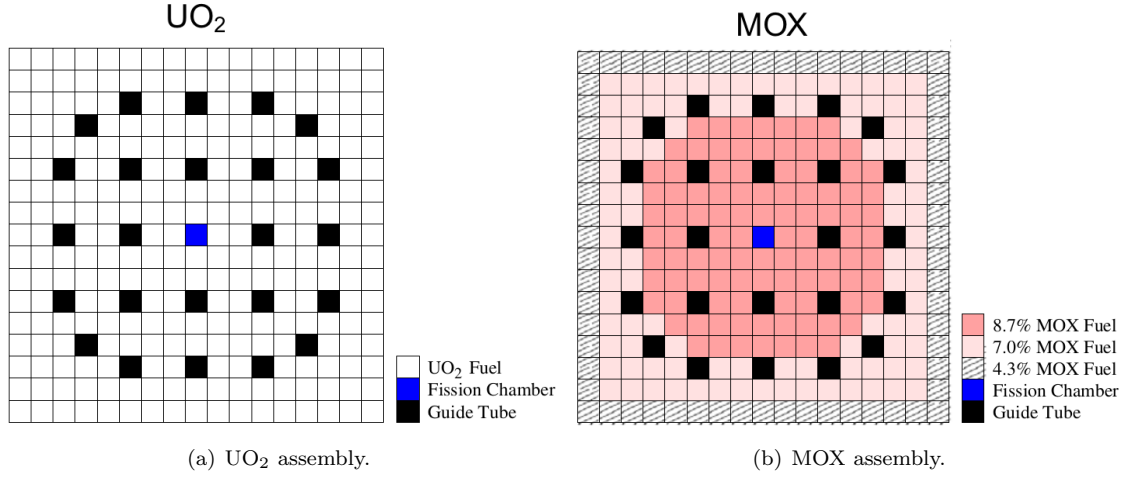 UO₂
MOX
UO₂ Fuel
Fission Chamber
Guide Tube
8.7% MOX Fuel
7.0% MOX Fuel
4.3% MOX Fuel
Fission Chamber
Guide Tube
(a) UO₂ assembly.
(b) MOX assembly.